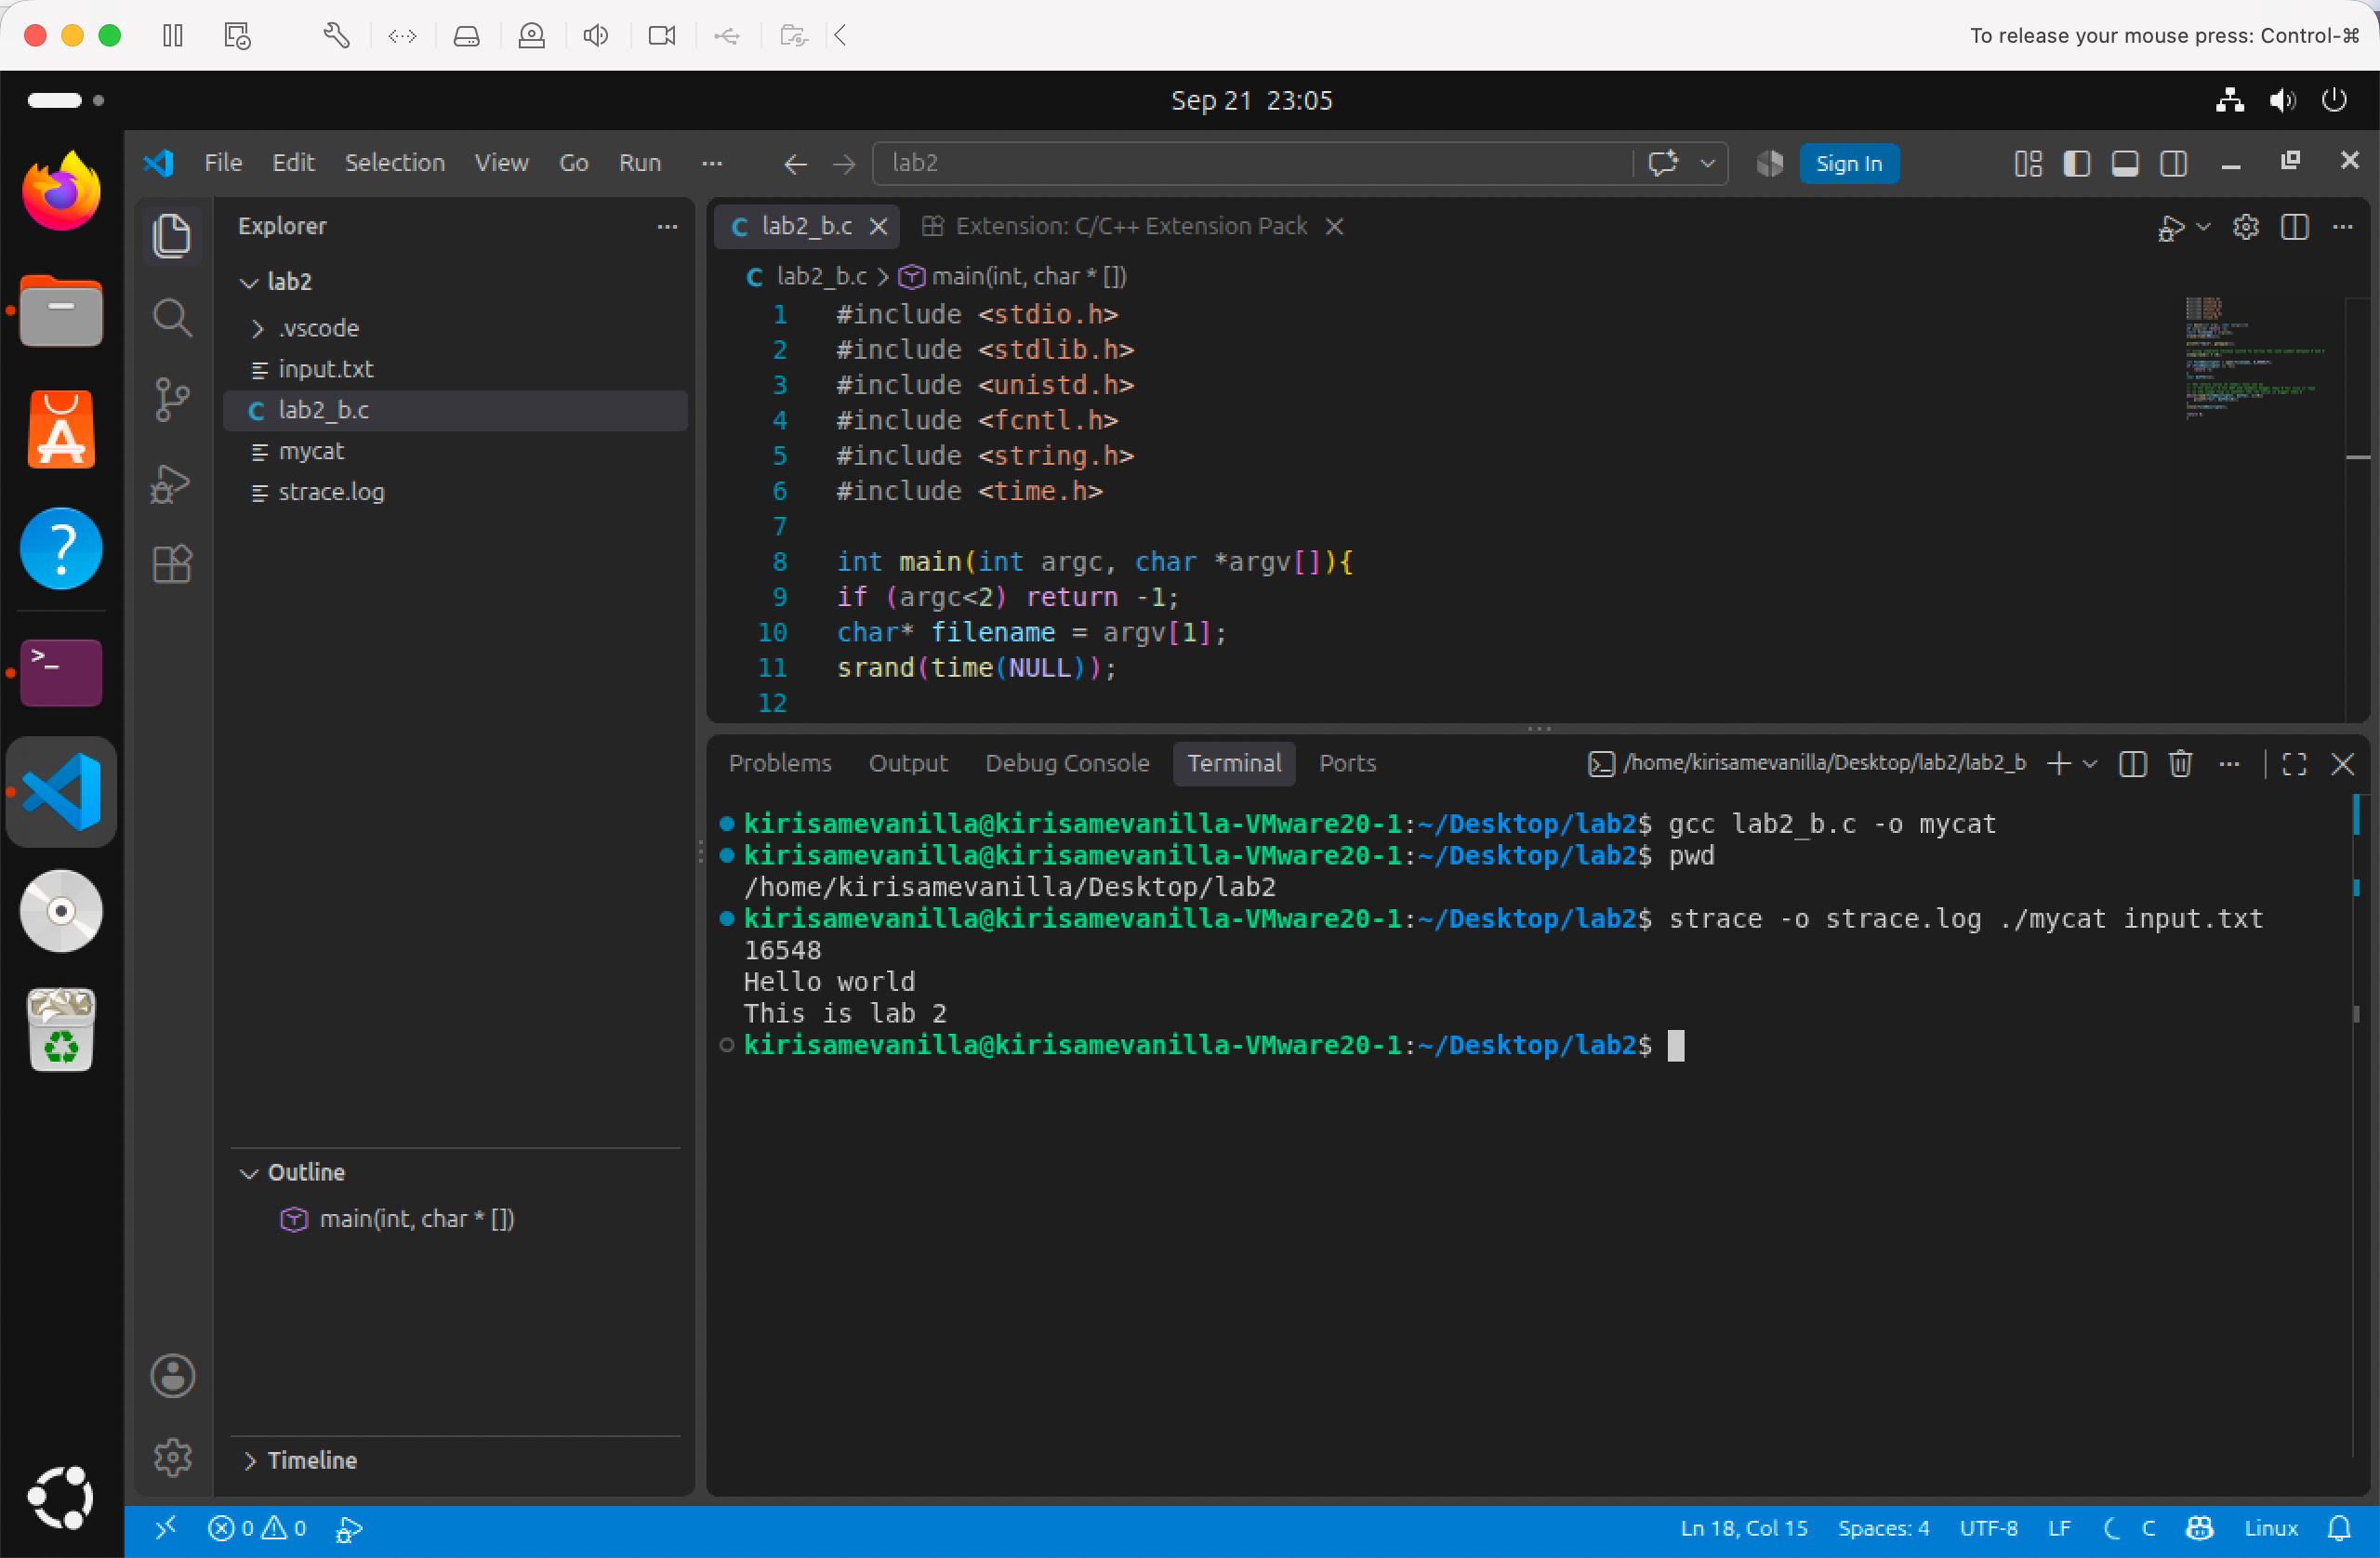 To release your mouse press: Control-⌘
Sep 21 23:05
File Edit Selection View Go Run ··· lab2 Sign In
Explorer
lab2
.vscode
input.txt
C lab2_b.c
mycat
strace.log
Outline
main(int, char * [])
Timeline
C lab2_b.c Extension: C/C++ Extension Pack
C lab2_b.c > main(int, char * [])
1 #include <stdio.h>
2 #include <stdlib.h>
3 #include <unistd.h>
4 #include <fcntl.h>
5 #include <string.h>
6 #include <time.h>
7
8 int main(int argc, char *argv[]){
9 if (argc<2) return -1;
10 char* filename = argv[1];
11 srand(time(NULL));
12
Problems Output Debug Console Terminal Ports /home/kirisamevanilla/Desktop/lab2/lab2_b
kirisamevanilla@kirisamevanilla-VMware20-1:~/Desktop/lab2$ gcc lab2_b.c -o mycat
kirisamevanilla@kirisamevanilla-VMware20-1:~/Desktop/lab2$ pwd
/home/kirisamevanilla/Desktop/lab2
kirisamevanilla@kirisamevanilla-VMware20-1:~/Desktop/lab2$ strace -o strace.log ./mycat input.txt
16548
Hello world
This is lab 2
kirisamevanilla@kirisamevanilla-VMware20-1:~/Desktop/lab2$
0 0 Ln 18, Col 15 Spaces: 4 UTF-8 LF C Linux